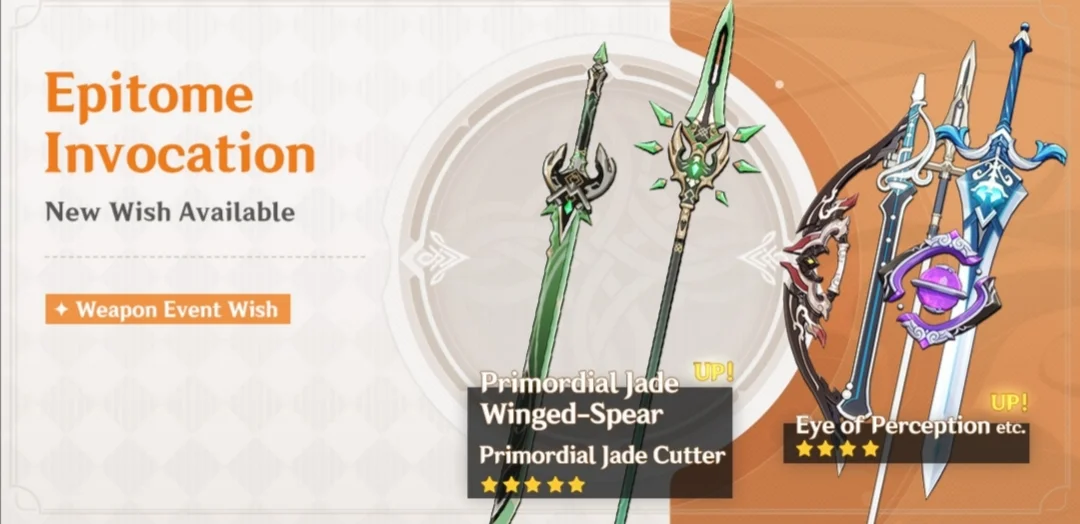 Epitome
Invocation
New Wish Available
✦ Weapon Event Wish
UP!
Primordial Jade
Winged-Spear
Primordial Jade Cutter
UP!
Eye of Perception etc.